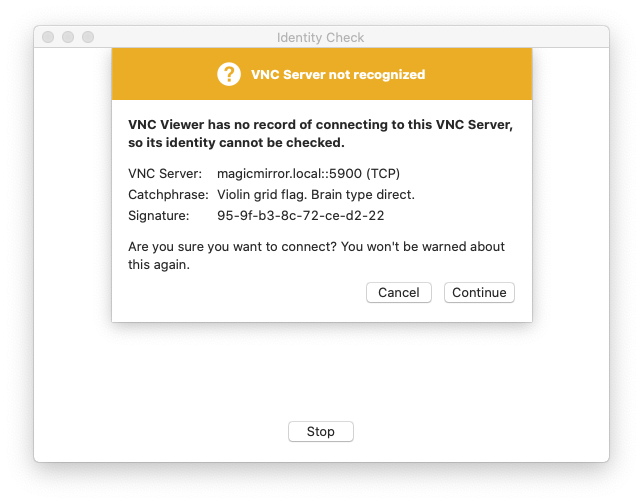 Identity Check
? VNC Server not recognized
VNC Viewer has no record of connecting to this VNC Server,
so its identity cannot be checked.
VNC Server: magicmirror.local::5900 (TCP)
Catchphrase: Violin grid flag. Brain type direct.
Signature: 95-9f-b3-8c-72-ce-d2-22
Are you sure you want to connect? You won't be warned about
this again.
Cancel Continue
Stop